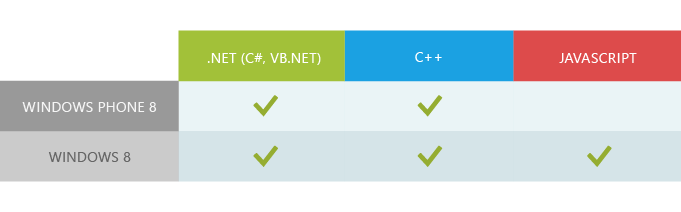 .NET (C#, VB.NET) C++ JAVASCRIPT
WINDOWS PHONE 8
WINDOWS 8